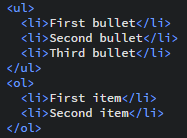 <ul>
  <li>First bullet</li>
  <li>Second bullet</li>
  <li>Third bullet</li>
</ul>
<ol>
  <li>First item</li>
  <li>Second item</li>
</ol>